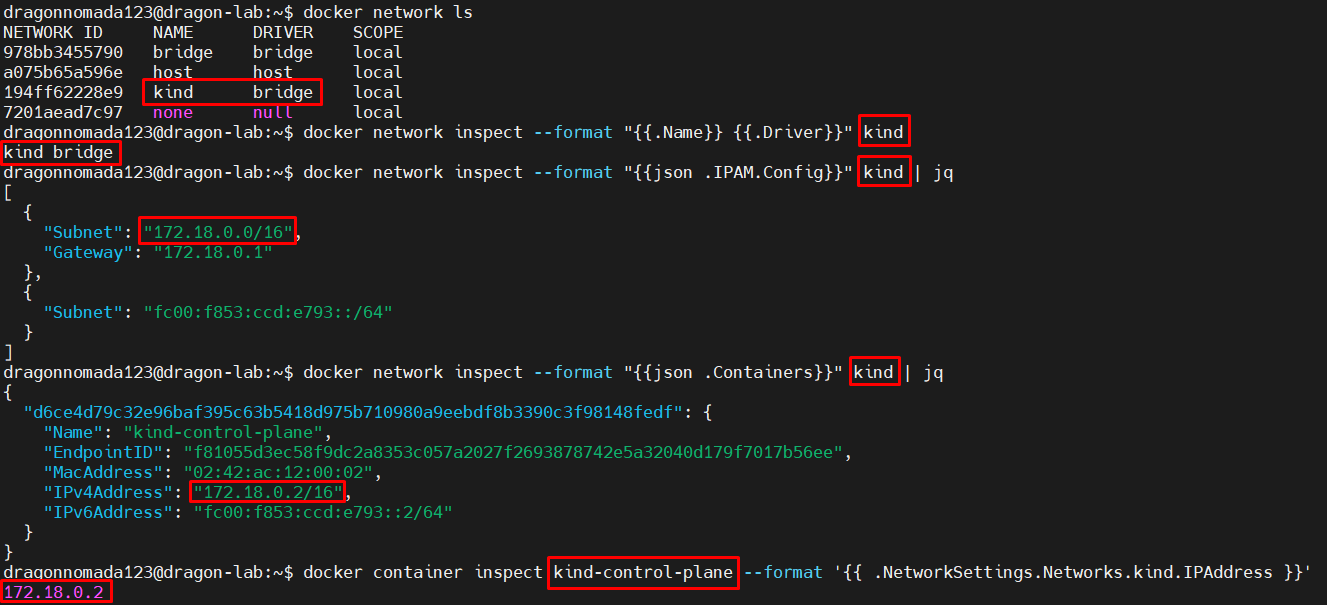 dragonnomada123@dragon-lab:~$ docker network ls
NETWORK ID     NAME      DRIVER    SCOPE
978bb3455790   bridge    bridge    local
a075b65a596e   host      host      local
194ff62228e9   kind      bridge    local
7201aead7c97   none      null      local
dragonnomada123@dragon-lab:~$ docker network inspect --format "{{.Name}} {{.Driver}}" kind
kind bridge
dragonnomada123@dragon-lab:~$ docker network inspect --format "{{json .IPAM.Config}}" kind | jq
[
  {
    "Subnet": "172.18.0.0/16",
    "Gateway": "172.18.0.1"
  },
  {
    "Subnet": "fc00:f853:ccd:e793::/64"
  }
]
dragonnomada123@dragon-lab:~$ docker network inspect --format "{{json .Containers}}" kind | jq
{
  "d6ce4d79c32e96baf395c63b5418d975b710980a9eebdf8b3390c3f98148fedf": {
    "Name": "kind-control-plane",
    "EndpointID": "f81055d3ec58f9dc2a8353c057a2027f2693878742e5a32040d179f7017b56ee",
    "MacAddress": "02:42:ac:12:00:02",
    "IPv4Address": "172.18.0.2/16",
    "IPv6Address": "fc00:f853:ccd:e793::2/64"
  }
}
dragonnomada123@dragon-lab:~$ docker container inspect kind-control-plane --format '{{ .NetworkSettings.Networks.kind.IPAddress }}'
172.18.0.2